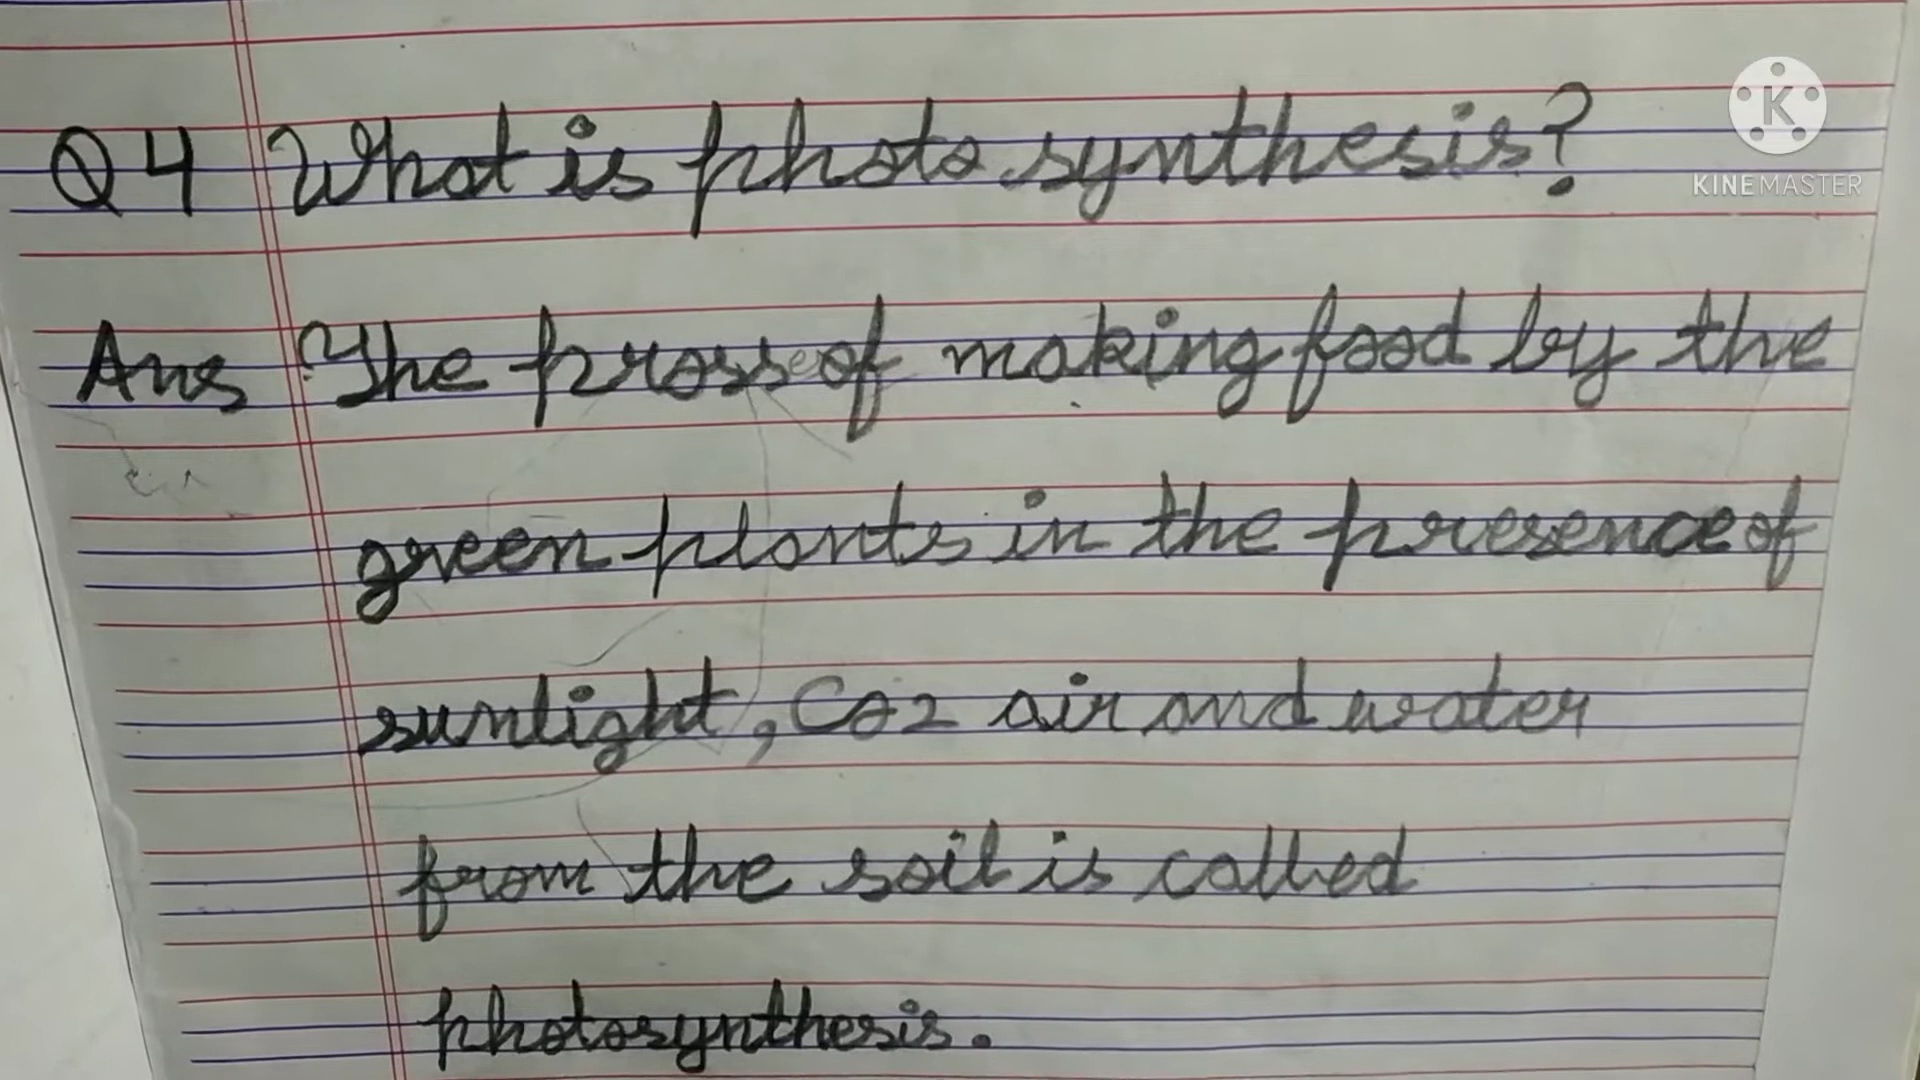 Q4 What is photo synthesis?
KINEMASTER
Ans The pross of making food by the
green plants in the presence of
sunlight, CO2 air and water
from the soil is called
photosynthesis.